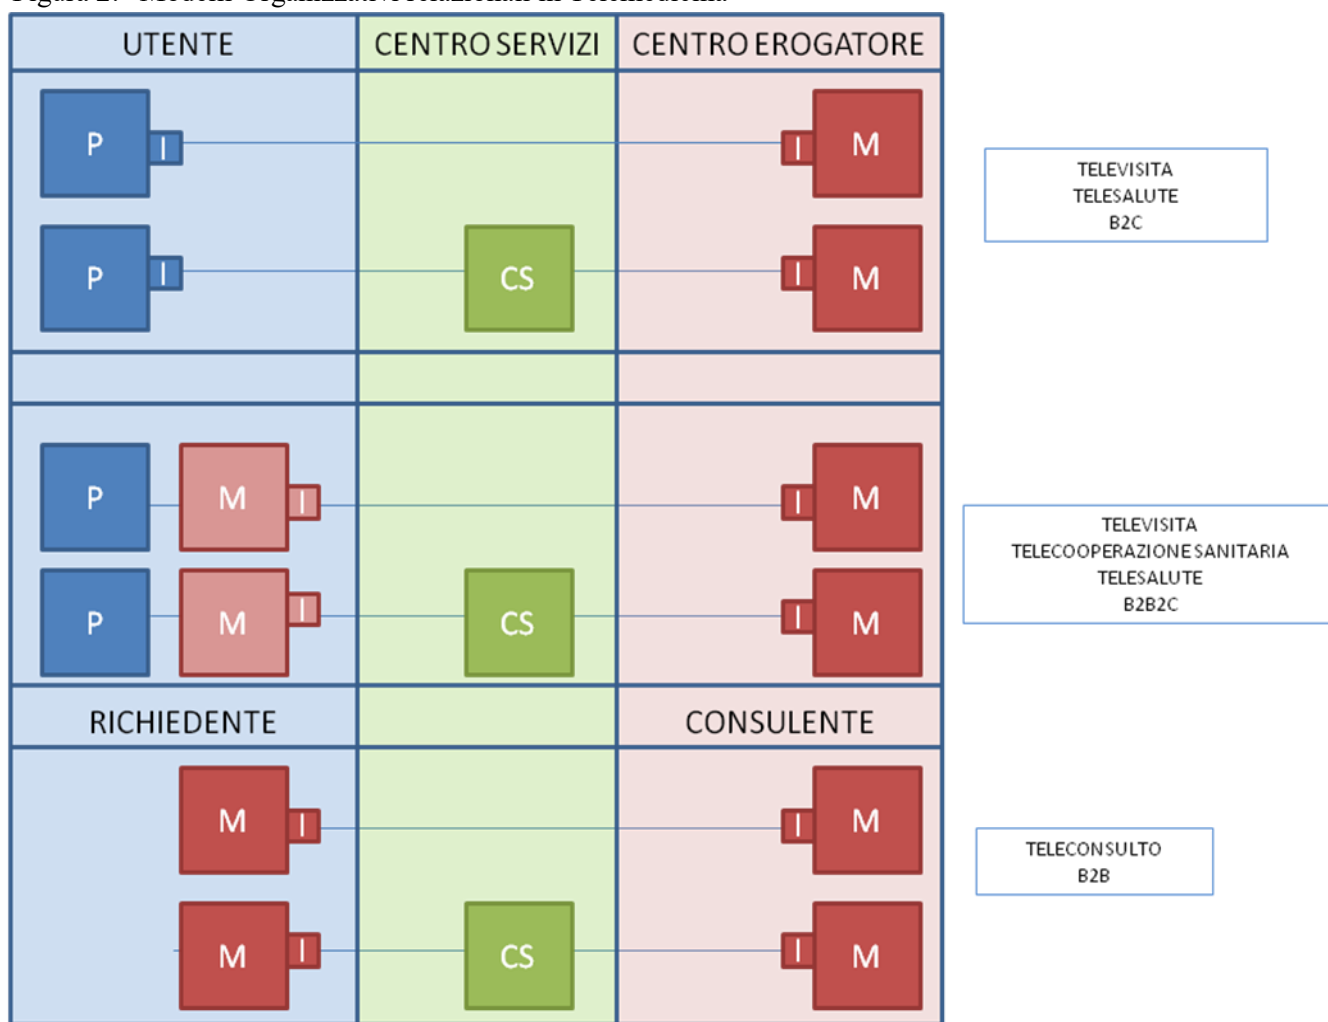 UTENTE CENTRO SERVIZI CENTRO EROGATORE
P I I M
TELEVISITA
TELESALUTE
B2C
P I CS I M
P M I I M
TELEVISITA
TELECOOPERAZIONE SANITARIA
TELESALUTE
B2B2C
P M I CS I M
RICHIEDENTE CONSULENTE
M I I M
TELECONSULTO
B2B
M I CS I M